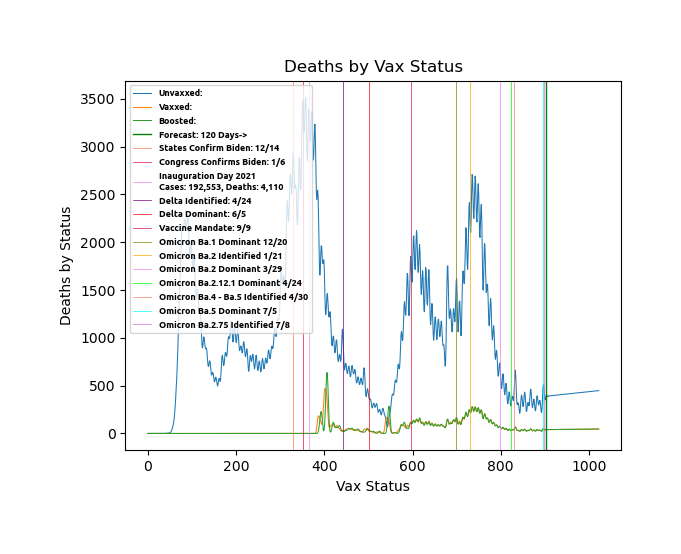 Deaths by Vax Status
Deaths by Status
3500
3000
2500
2000
1500
1000
500
0
Unvaxxed:
Vaxxed:
Boosted:
Forecast: 120 Days->
States Confirm Biden: 12/14
Congress Confirms Biden: 1/6
Inauguration Day 2021
Cases: 192,553, Deaths: 4,110
Delta Identified: 4/24
Delta Dominant: 6/5
Vaccine Mandate: 9/9
Omicron Ba.1 Dominant 12/20
Omicron Ba.2 Identified 1/21
Omicron Ba.2 Dominant 3/29
Omicron Ba.2.12.1 Dominant 4/24
Omicron Ba.4 - Ba.5 Identified 4/30
Omicron Ba.5 Dominant 7/5
Omicron Ba.2.75 Identified 7/8
0 200 400 600 800 1000
Vax Status